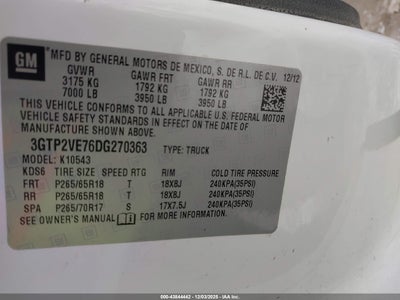 GM
MFD BY GENERAL MOTORS DE MEXICO, S. DE R.L. DE C.V. 12/12
GVWR GAWR FRT GAWR RR
3175 KG 1792 KG 1792 KG
7000 LB 3950 LB 3950 LB
THIS VEHICLE CONFORMS TO ALL APPLICABLE U.S. FEDERAL MOTOR
VEHICLE SAFETY STANDARDS IN EFFECT ON THE DATE OF
MANUFACTURE SHOWN ABOVE.
3GTP2VE76DG270363 TYPE: TRUCK
MODEL: K10543
KDS6 TIRE SIZE SPEED RTG RIM COLD TIRE PRESSURE
FRT P265/65R18 T 18X8J 240KPA(35PSI)
RR P265/65R18 T 18X8J 240KPA(35PSI)
SPA P265/70R17 S 17X7.5J 240KPA(35PSI)
SEE OWNER'S MANUAL FOR MORE INFORMATION.
000-43844442 - 12/03/2025 -